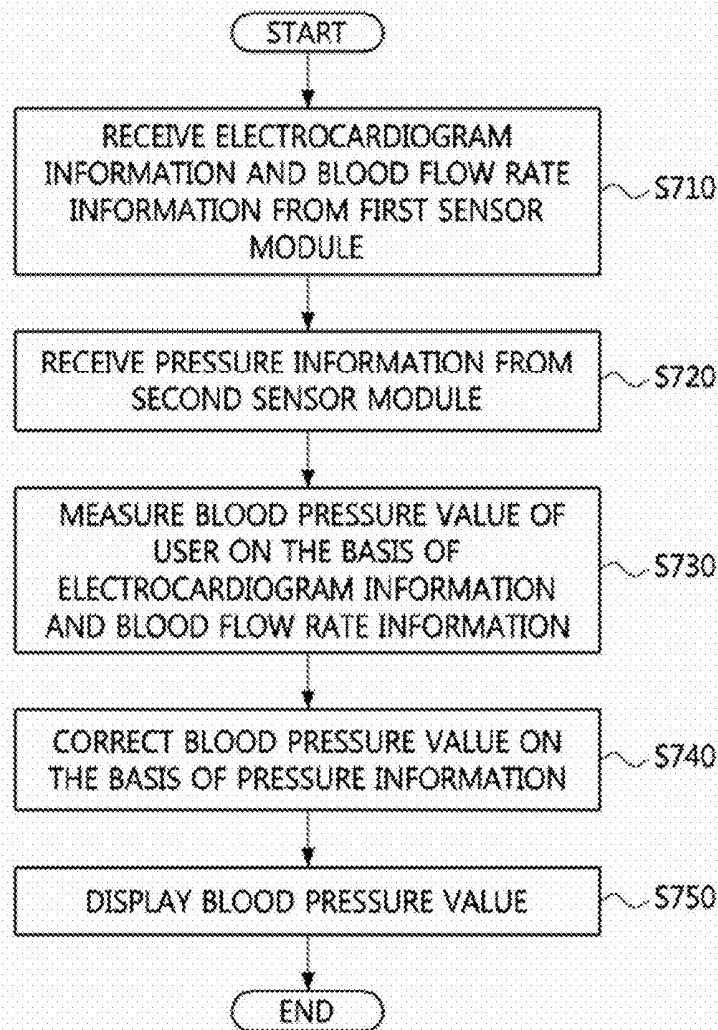 START
RECEIVE ELECTROCARDIOGRAM
INFORMATION AND BLOOD FLOW RATE
INFORMATION FROM FIRST SENSOR
MODULE
S710
RECEIVE PRESSURE INFORMATION FROM
SECOND SENSOR MODULE
S720
MEASURE BLOOD PRESSURE VALUE OF
USER ON THE BASIS OF
ELECTROCARDIOGRAM INFORMATION
AND BLOOD FLOW RATE INFORMATION
S730
CORRECT BLOOD PRESSURE VALUE ON
THE BASIS OF PRESSURE INFORMATION
S740
DISPLAY BLOOD PRESSURE VALUE
S750
END